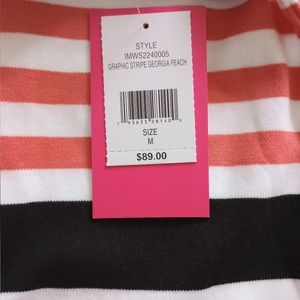 STYLE
IMWS2240005
GRAPHIC STRIPE GEORGIA PEACH
SIZE
M
$89.00